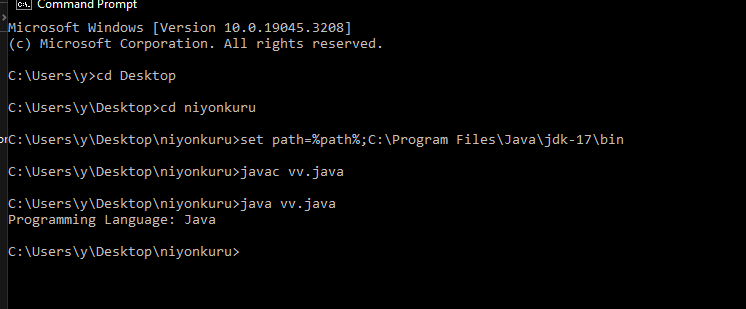 Command Prompt
Microsoft Windows [Version 10.0.19045.3208]
(c) Microsoft Corporation. All rights reserved.
C:\Users\y>cd Desktop
C:\Users\y\Desktop>cd niyonkuru
C:\Users\y\Desktop\niyonkuru>set path=%path%;C:\Program Files\Java\jdk-17\bin
C:\Users\y\Desktop\niyonkuru>javac vv.java
C:\Users\y\Desktop\niyonkuru>java vv.java
Programming Language: Java
C:\Users\y\Desktop\niyonkuru>